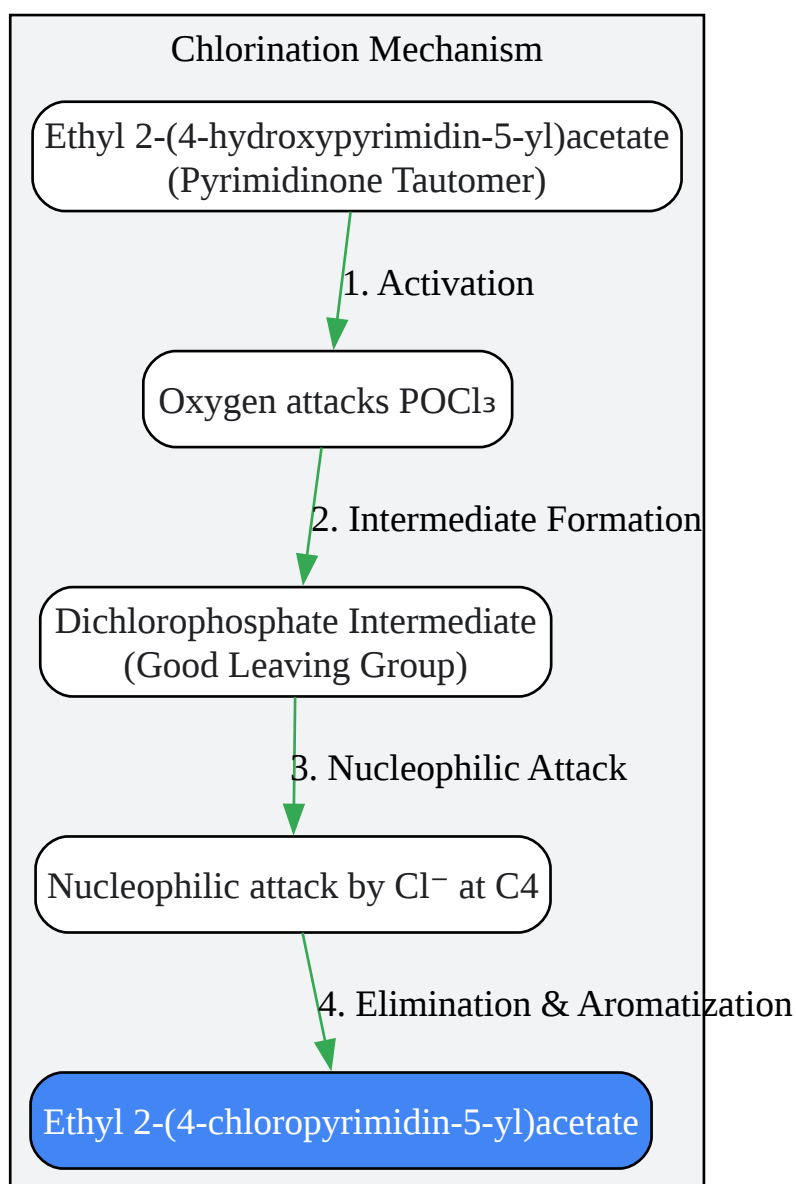 Chlorination Mechanism
Ethyl 2-(4-hydroxypyrimidin-5-yl)acetate
(Pyrimidinone Tautomer)
1. Activation
Oxygen attacks POCl₃
2. Intermediate Formation
Dichlorophosphate Intermediate
(Good Leaving Group)
3. Nucleophilic Attack
Nucleophilic attack by Cl⁻ at C4
4. Elimination & Aromatization
Ethyl 2-(4-chloropyrimidin-5-yl)acetate